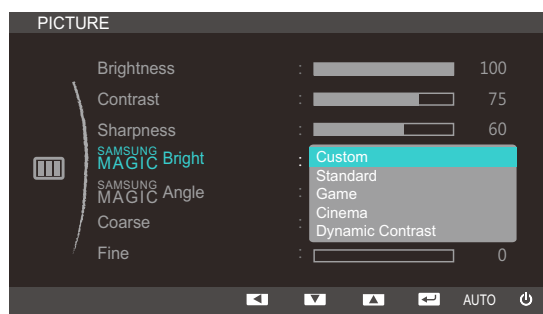 PICTURE
Brightness : 100
Contrast : 75
Sharpness : 60
SAMSUNG
MAGIC Bright : Custom
Standard
SAMSUNG
MAGIC Angle : Game
Cinema
Coarse : Dynamic Contrast
Fine : 0
AUTO